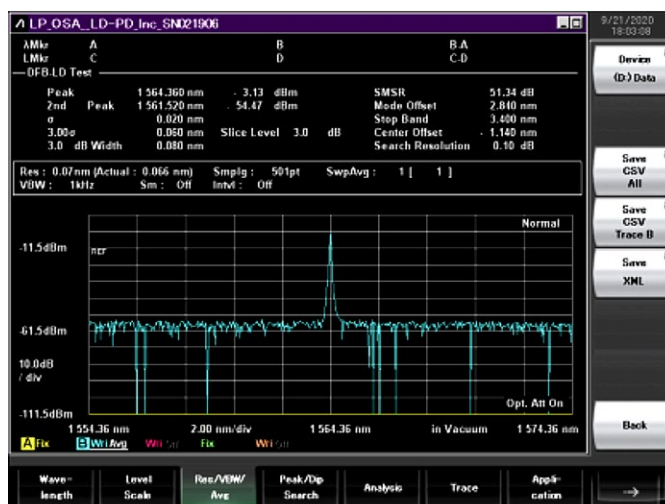 LP_OSA_LD-PD_Inc_SN021906
9/21/2020
18:03:08
λMkr A B B-A
LMkr C D C-D
DFB-LD Test
Peak 1 564.360 nm - 3.13 dBm SMSR 51.34 dB
2nd Peak 1 561.520 nm - 54.47 dBm Mode Offset 2.840 nm
σ 0.020 nm Stop Band 3.400 nm
3.00σ 0.060 nm Slice Level 3.0 dB Center Offset - 1.140 nm
3.0 dB Width 0.080 nm Search Resolution 0.10 dB
Res : 0.07nm (Actual : 0.066 nm) Smplg : 501pt SwpAvg : 1 [ 1 ]
VBW : 1kHz Sm : Off Intvl : Off
Normal
-11.5dBm
REF
-61.5dBm
10.0dB
/ div
Opt. Att On
-111.5dBm
1 554.36 nm 2.00 nm/div 1 564.36 nm in Vacuum 1 574.36 nm
A Fix B Wri Avg Fix
Device
(D:) Data
Save
CSV
All
Save
CSV
Trace B
Save
XML
Back
Wave-
length
Level
Scale
Res/VBW/
Avg
Peak/Dip
Search
Analysis
Trace
Appli-
cation
→